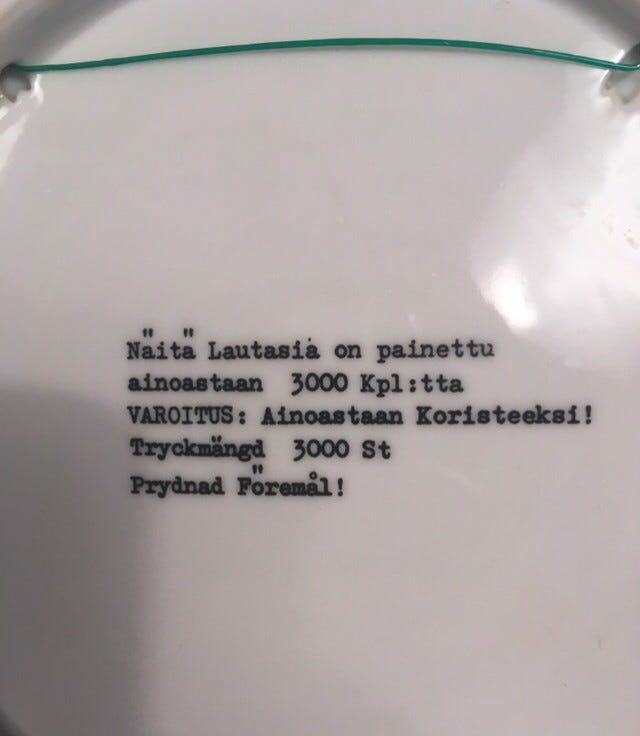 Näitä Lautasia on painettu
ainoastaan 3000 Kpl:tta
VAROITUS: Ainoastaan Koristeeksi!
Tryckmängd 3000 St
Prydnad Föremål!